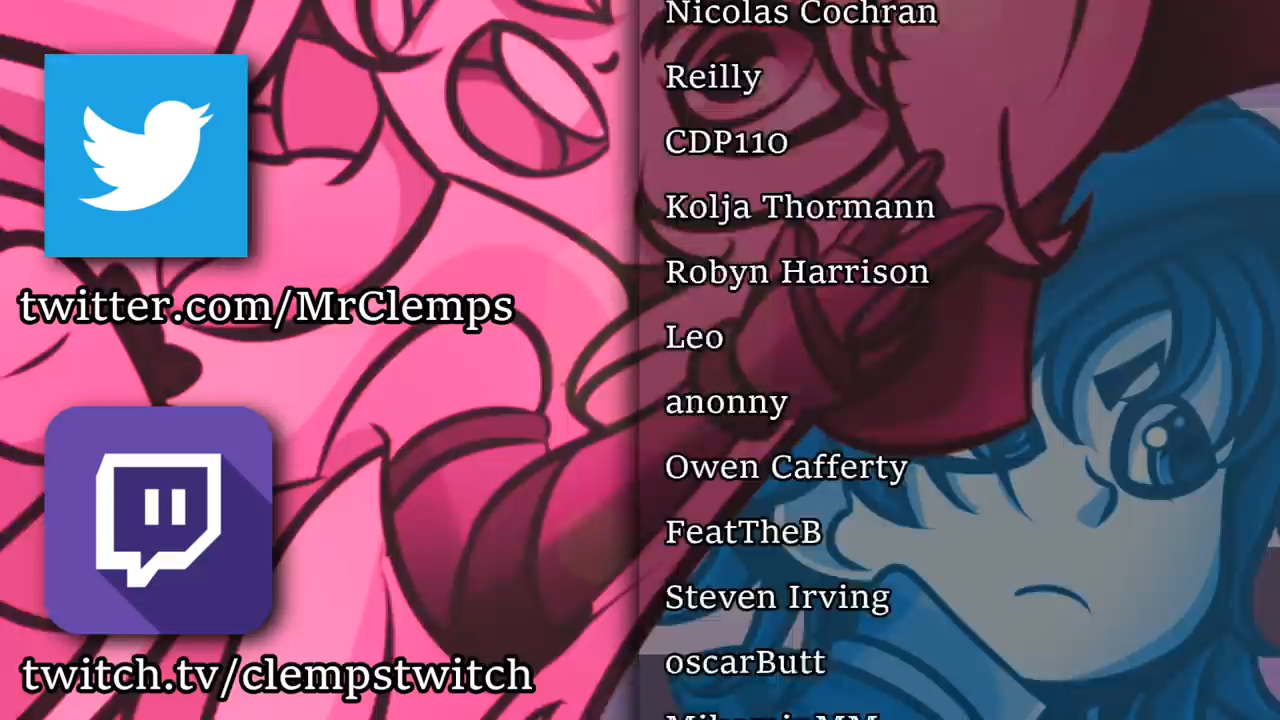 twitter.com/MrClemps
twitch.tv/clempstwitch
Nicolas Cochran
Reilly
CDP110
Kolja Thormann
Robyn Harrison
Leo
anonny
Owen Cafferty
FeatTheB
Steven Irving
oscarButt